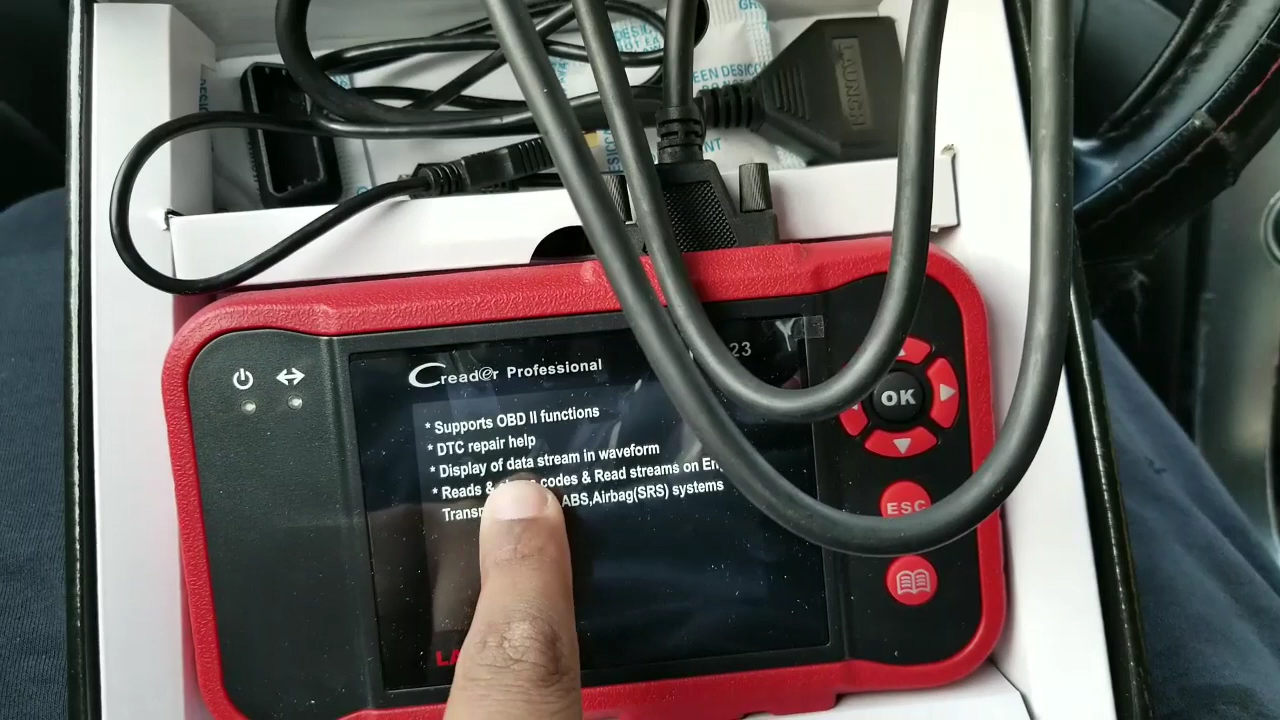 LAUNCH
Creader Professional
23
* Supports OBD II functions
* DTC repair help
* Display of data stream in waveform
* Reads & codes & Read streams on
ABS,Airbag(SRS) systems
OK
ESC